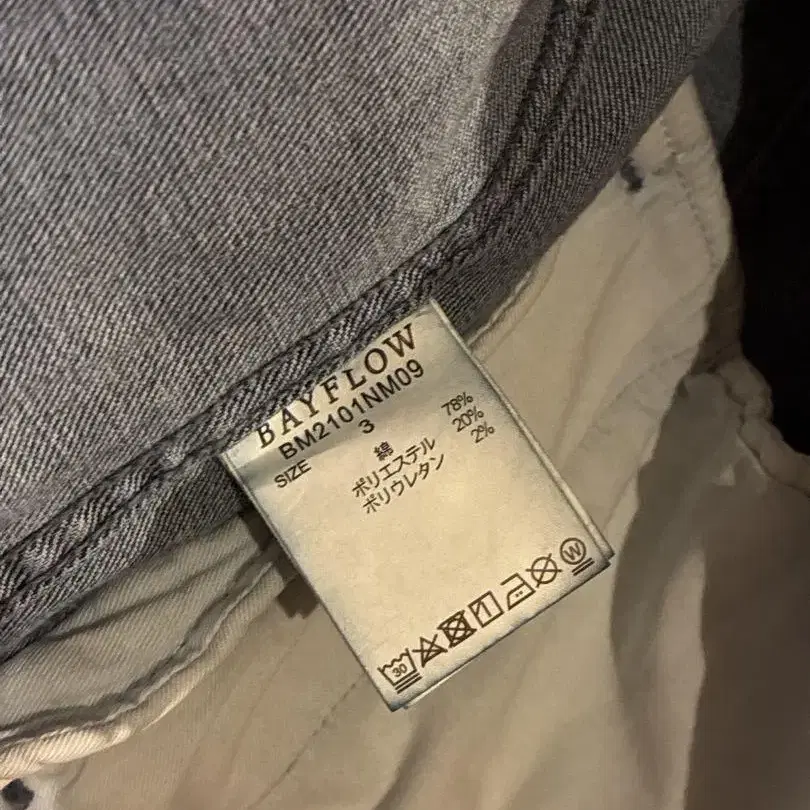 BAYFLOW
BM2101NM09
SIZE 3
綿 78%
ポリエステル 20%
ポリウレタン 2%
30 W